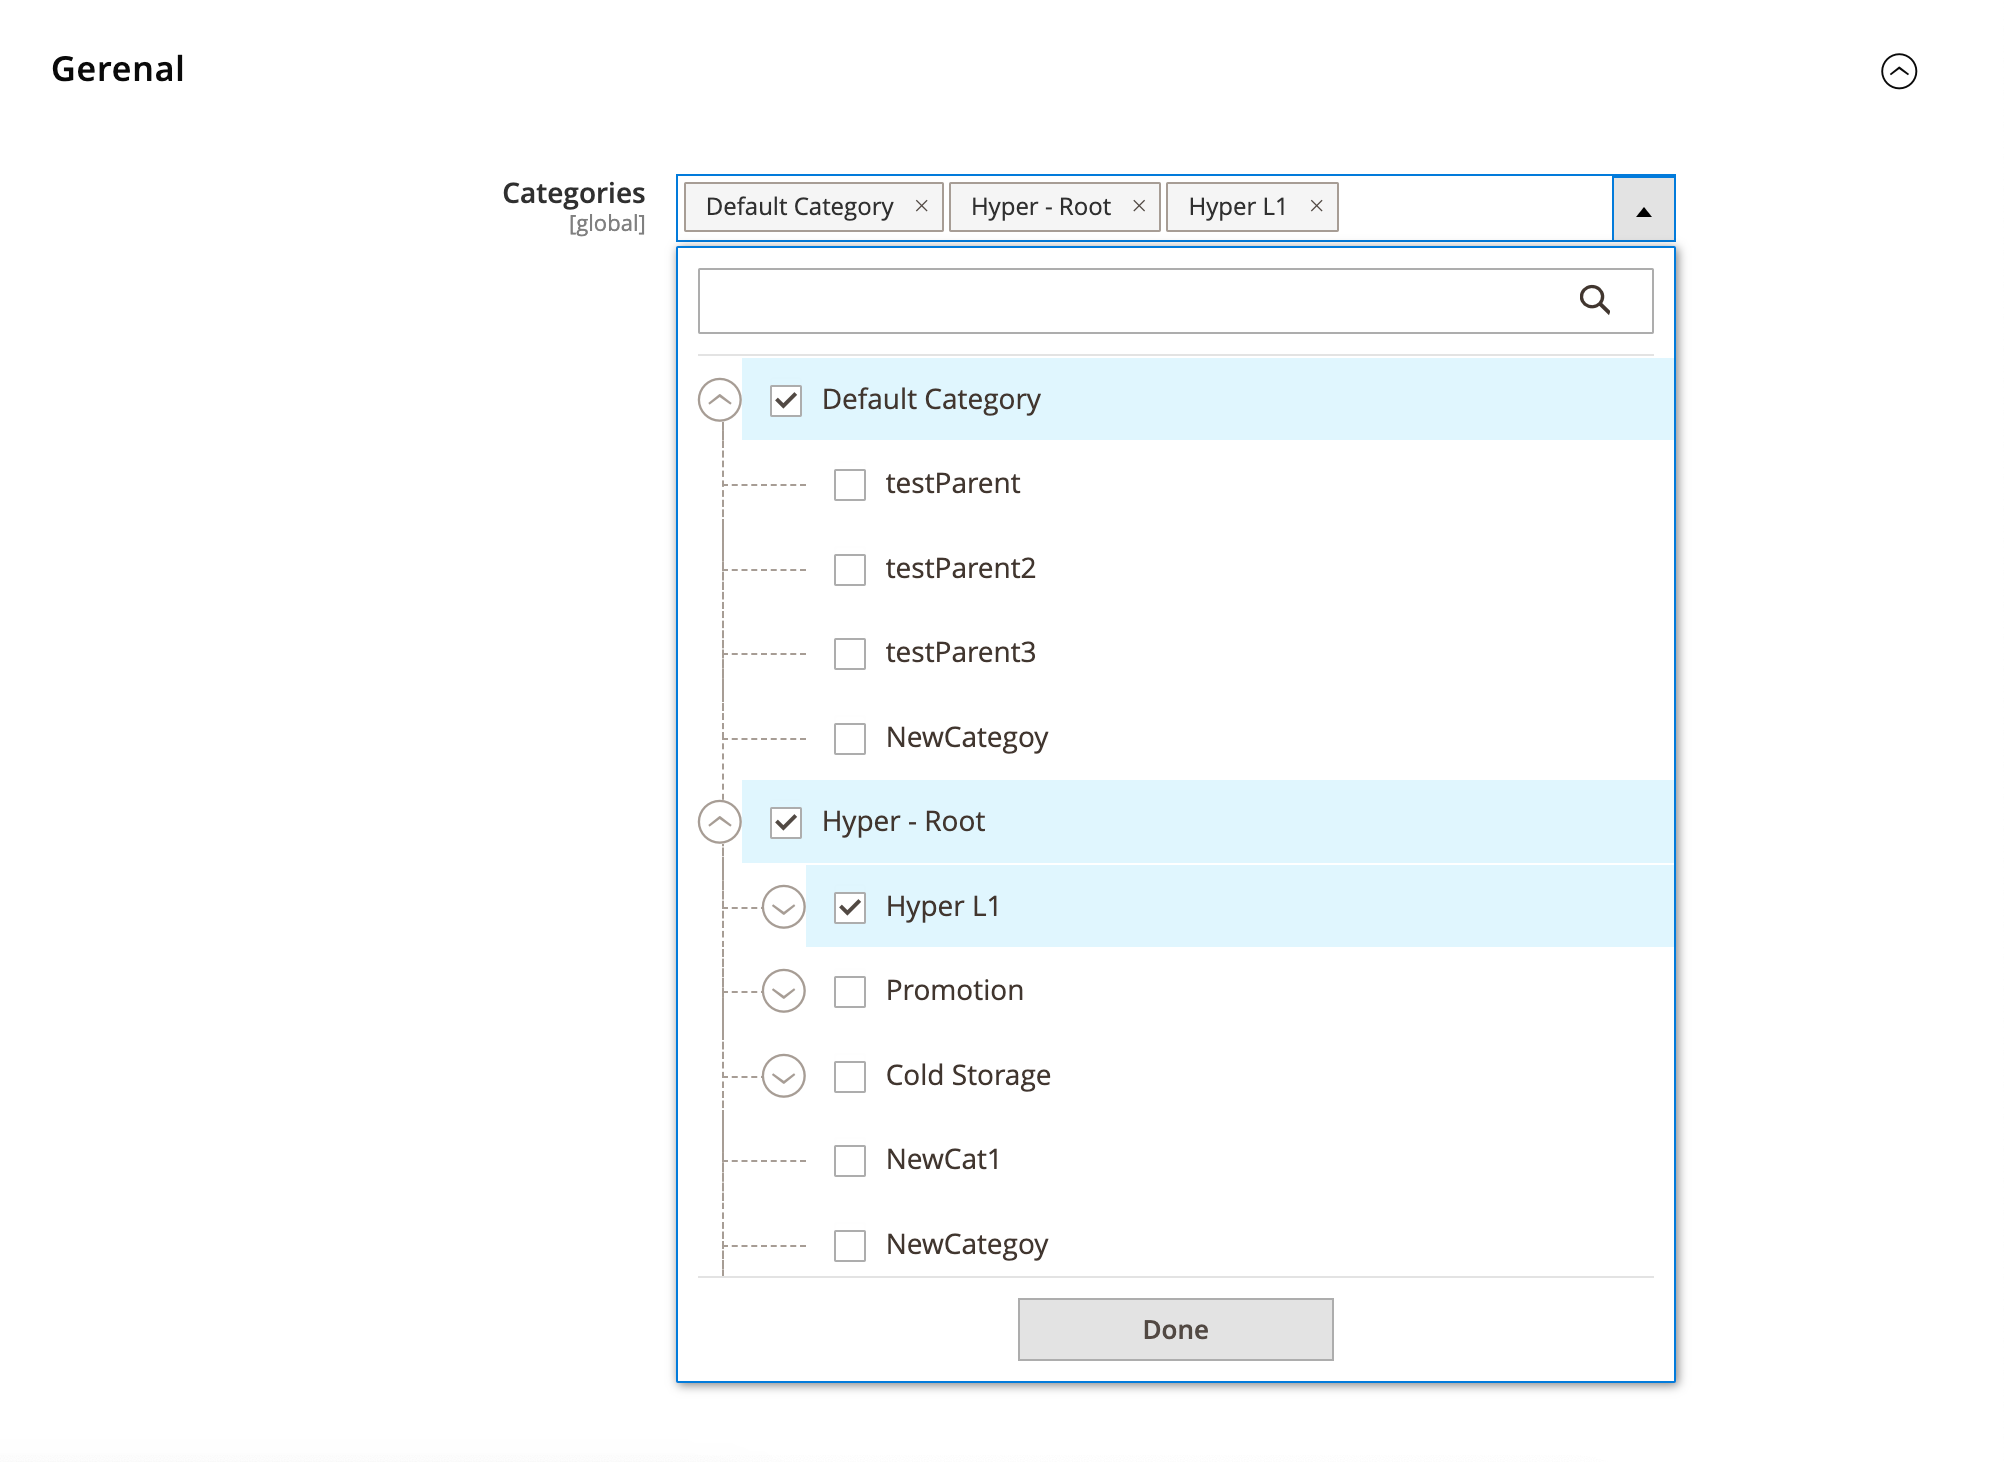 Gerenal
Categories
[global]
Default Category × Hyper - Root × Hyper L1 ×
Default Category
testParent
testParent2
testParent3
NewCategoy
Hyper - Root
Hyper L1
Promotion
Cold Storage
NewCat1
NewCategoy
Done